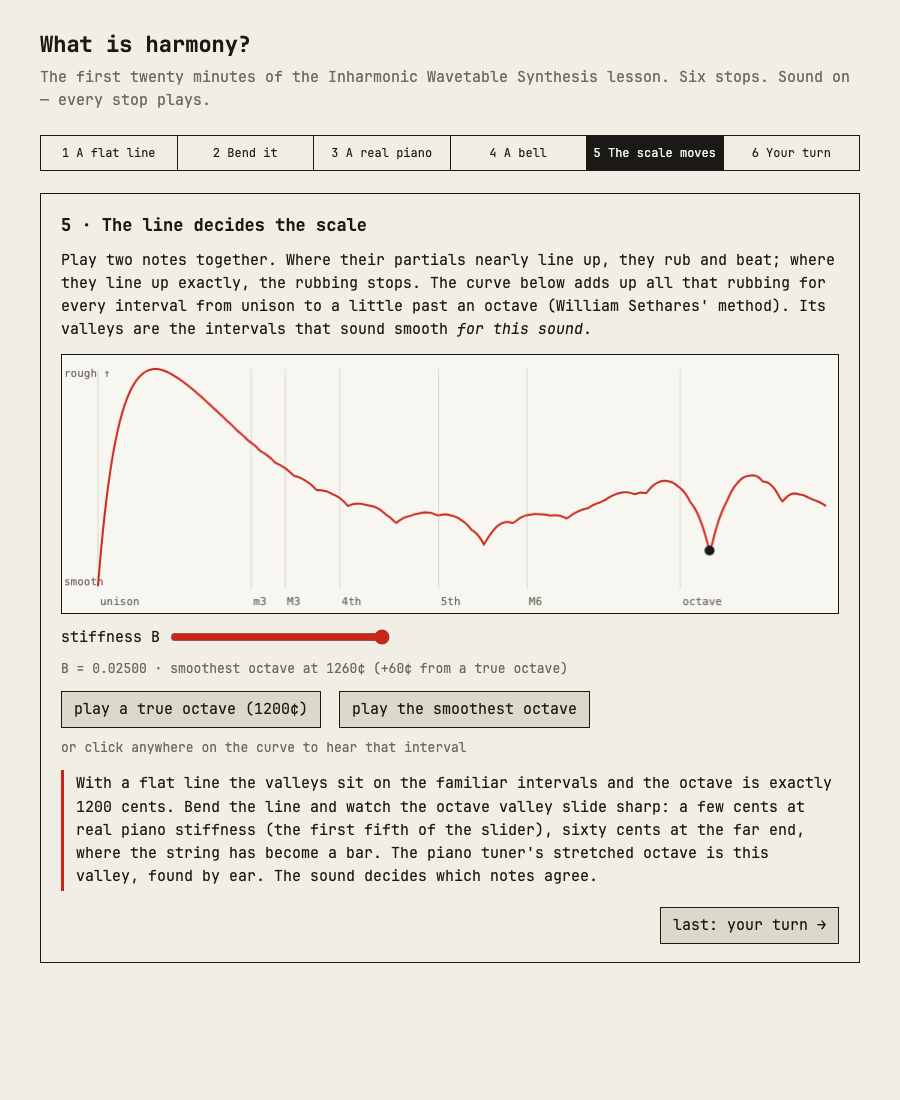 What is harmony?
The first twenty minutes of the Inharmonic Wavetable Synthesis lesson. Six stops. Sound on
— every stop plays.
1 A flat line
2 Bend it
3 A real piano
4 A bell
5 The scale moves
6 Your turn
5 · The line decides the scale
Play two notes together. Where their partials nearly line up, they rub and beat; where
they line up exactly, the rubbing stops. The curve below adds up all that rubbing for
every interval from unison to a little past an octave (William Sethares' method). Its
valleys are the intervals that sound smooth for this sound.
rough ↑
smooth
unison
m3
M3
4th
5th
M6
octave
stiffness B
B = 0.02500 · smoothest octave at 1260¢ (+60¢ from a true octave)
play a true octave (1200¢)
play the smoothest octave
or click anywhere on the curve to hear that interval
With a flat line the valleys sit on the familiar intervals and the octave is exactly
1200 cents. Bend the line and watch the octave valley slide sharp: a few cents at
real piano stiffness (the first fifth of the slider), sixty cents at the far end,
where the string has become a bar. The piano tuner's stretched octave is this
valley, found by ear. The sound decides which notes agree.
last: your turn →